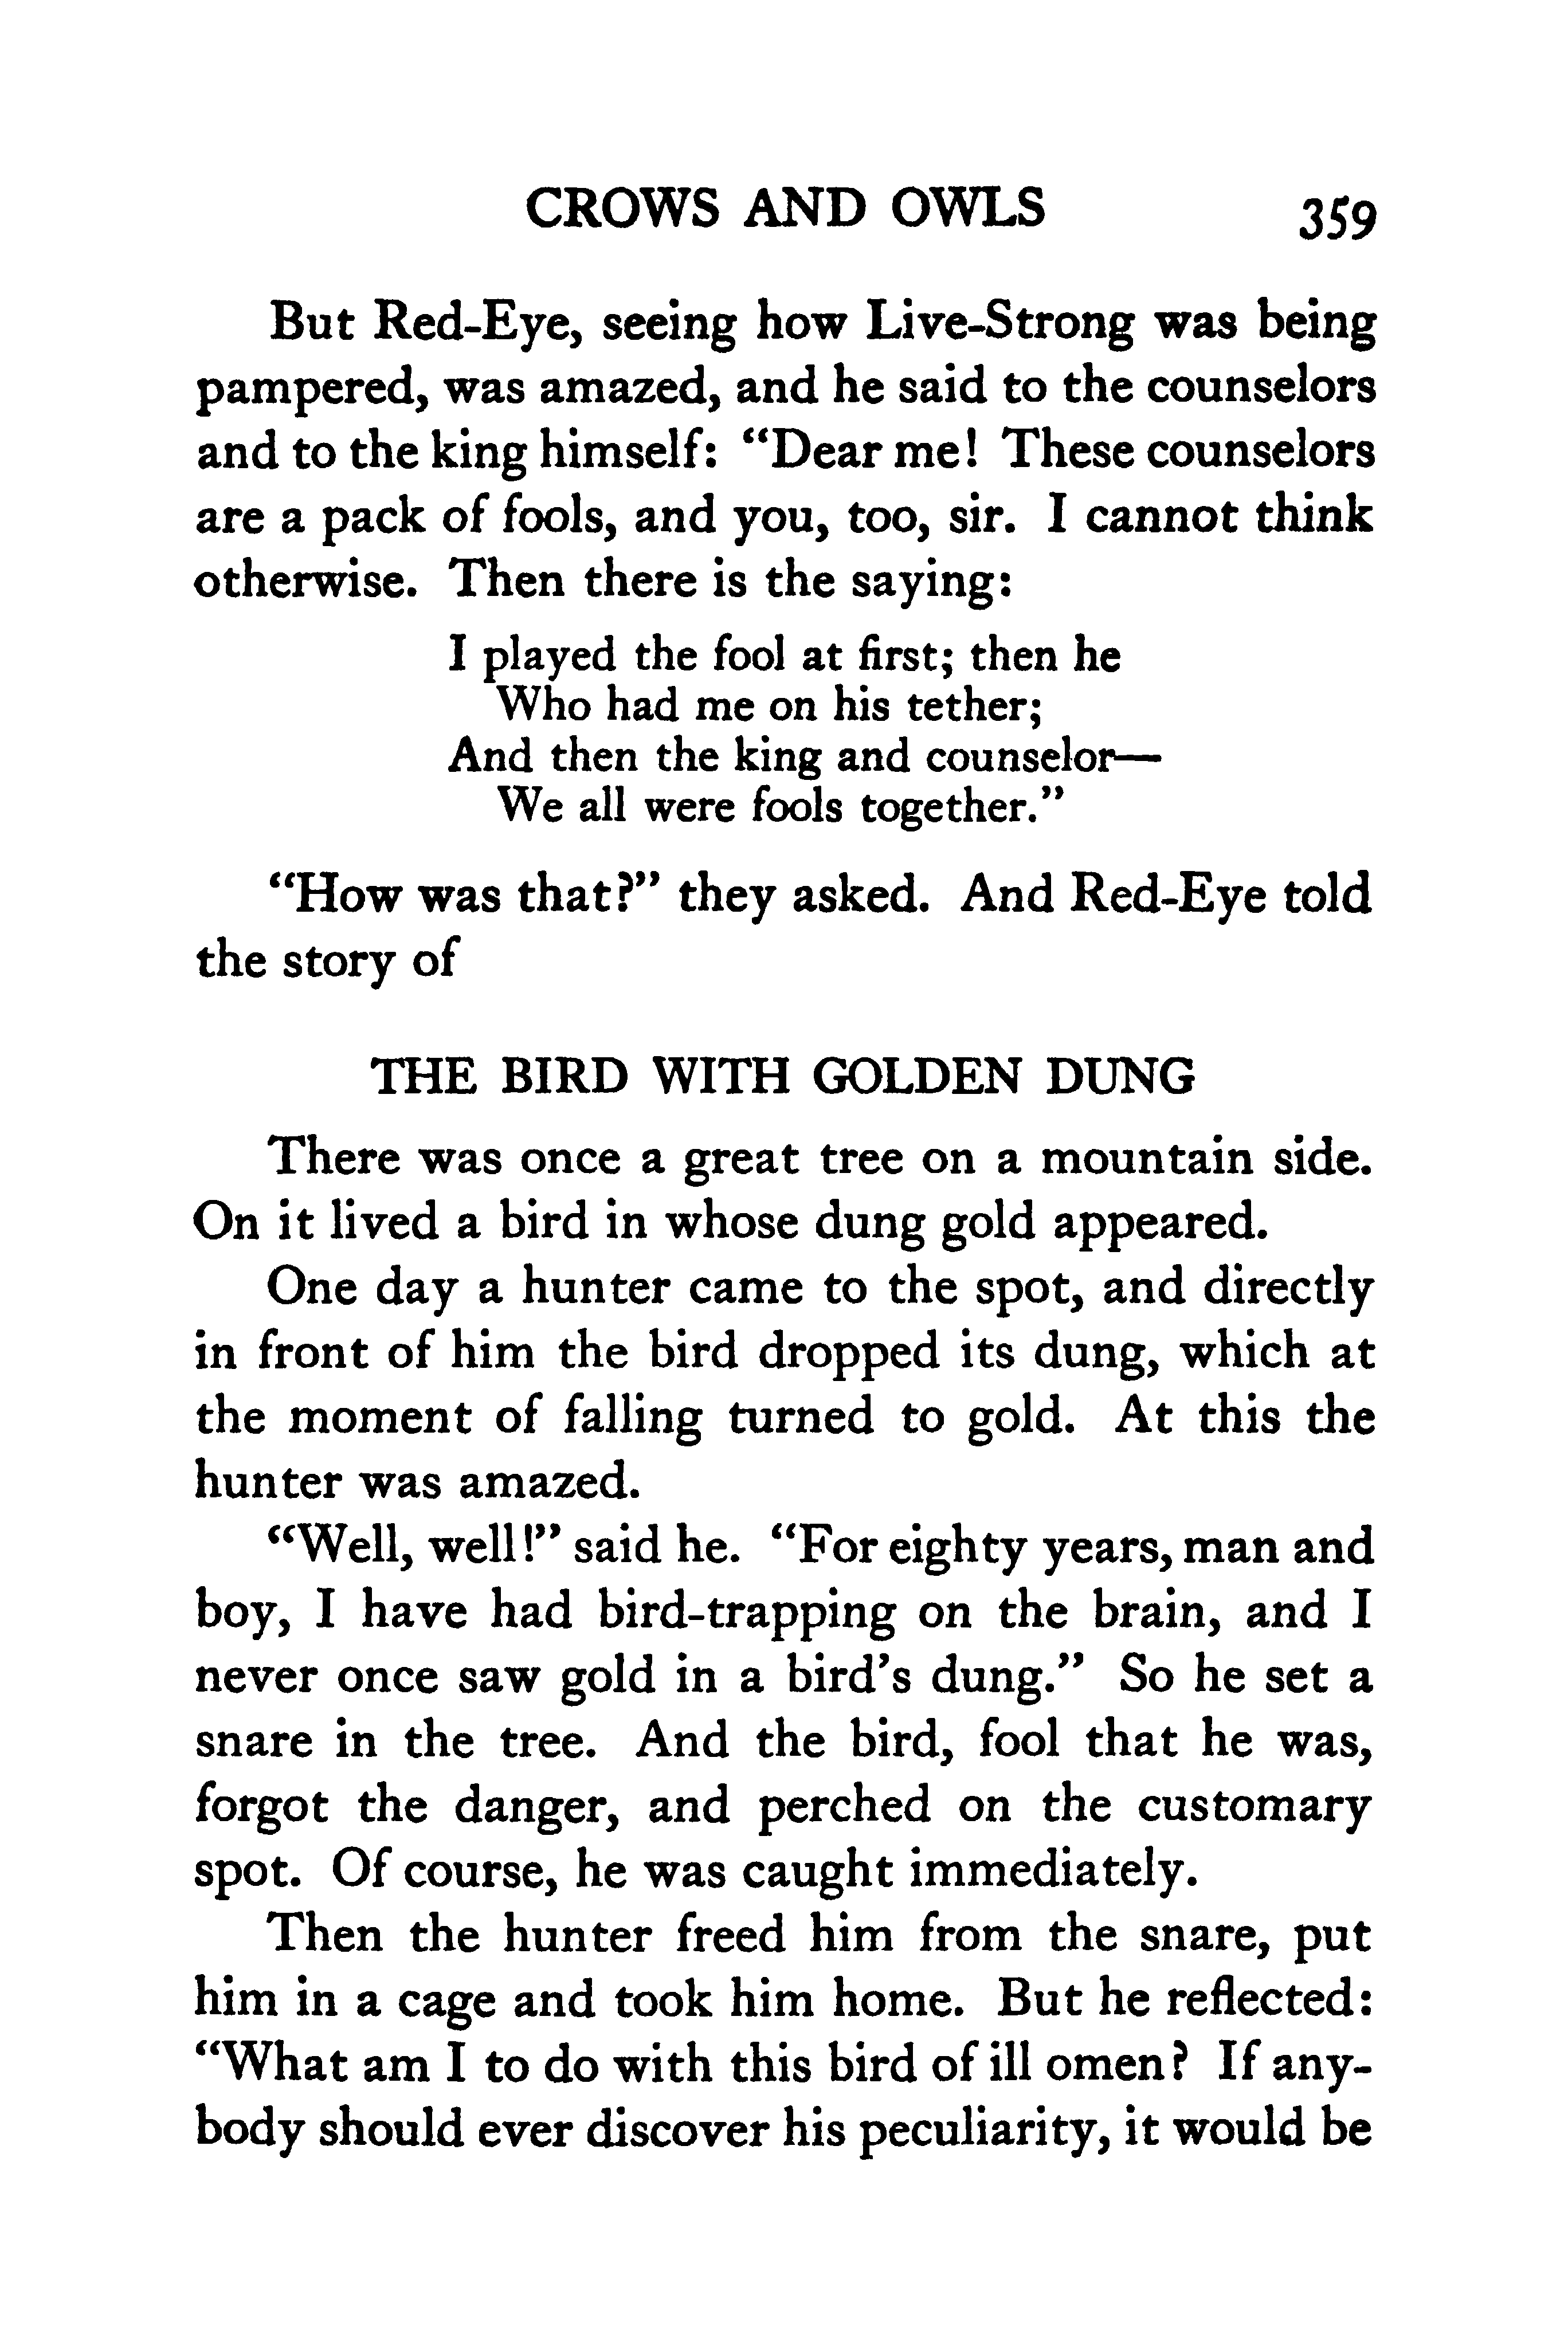 CROWS AND OWLS 359
But Red-Eye, seeing how Live-Strong was being
pampered, was amazed, and he said to the counselors
and to the king himself: “Dear me! These counselors
are a pack of fools, and you, too, sir. I cannot think
otherwise. Then there is the saying:
I played the fool at first; then he
Who had me on his tether;
And then the king and counselor—
We all were fools together.”
“How was that?” they asked. And Red-Eye told
the story of
THE BIRD WITH GOLDEN DUNG
There was once a great tree on a mountain side.
On it lived a bird in whose dung gold appeared.
One day a hunter came to the spot, and directly
in front of him the bird dropped its dung, which at
the moment of falling turned to gold. At this the
hunter was amazed.
“Well, well!” said he. “For eighty years, man and
boy, I have had bird-trapping on the brain, and I
never once saw gold in a bird’s dung.” So he set a
snare in the tree. And the bird, fool that he was,
forgot the danger, and perched on the customary
spot. Of course, he was caught immediately.
Then the hunter freed him from the snare, put
him in a cage and took him home. But he reflected:
“What am I to do with this bird of ill omen? If any-
body should ever discover his peculiarity, it would be